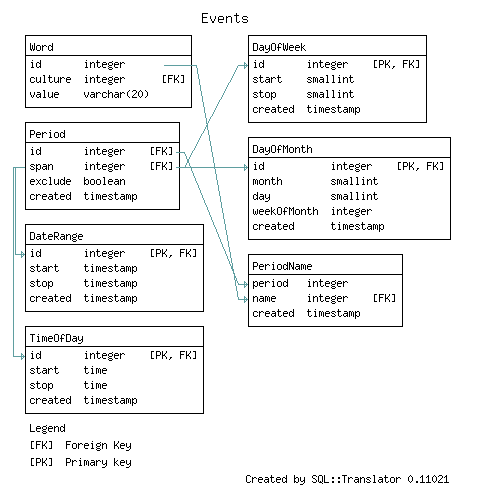 Events
Word
id integer
culture integer [FK]
value varchar(20)
Period
id integer [FK]
span integer [FK]
exclude boolean
created timestamp
DateRange
id integer [PK, FK]
start timestamp
stop timestamp
created timestamp
TimeOfDay
id integer [PK, FK]
start time
stop time
created timestamp
DayOfWeek
id integer [PK, FK]
start smallint
stop smallint
created timestamp
DayOfMonth
id integer [PK, FK]
month smallint
day smallint
weekOfMonth integer
created timestamp
PeriodName
period integer
name integer [FK]
created timestamp
Legend
[FK] Foreign Key
[PK] Primary key
Created by SQL::Translator 0.11021